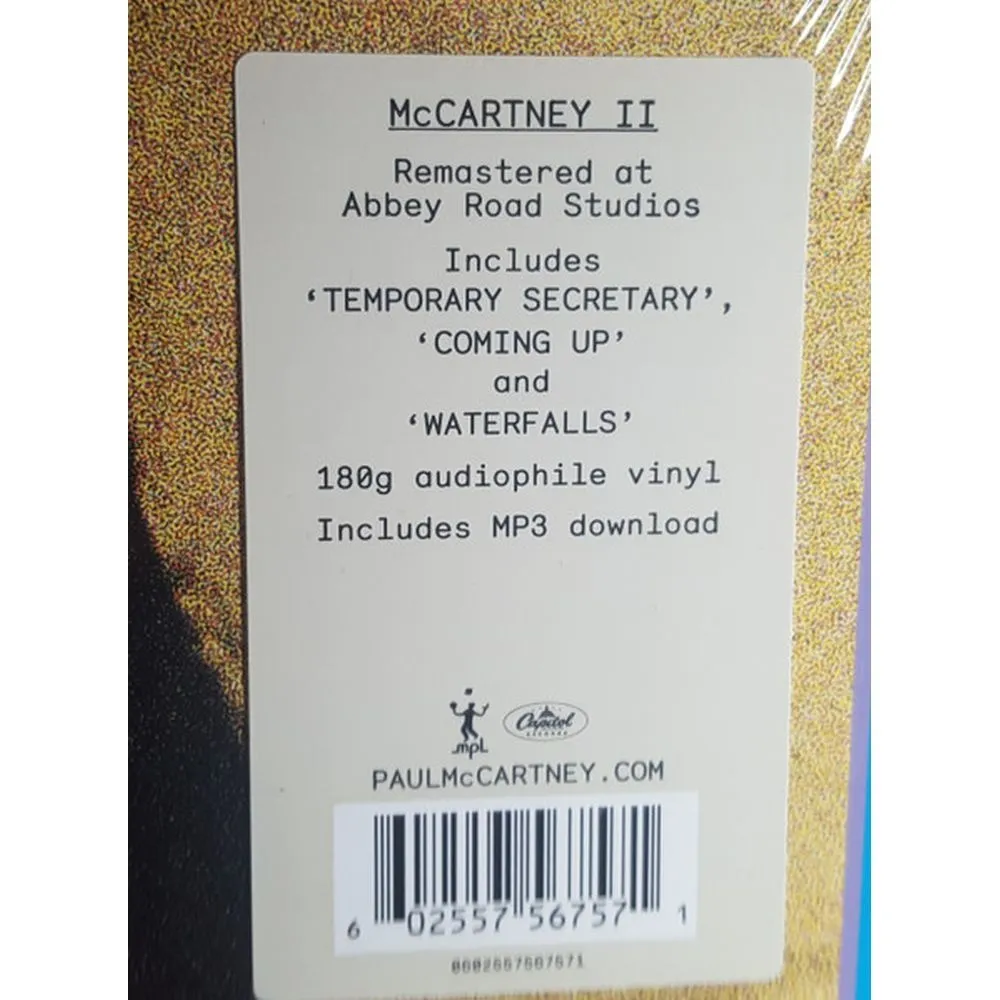 McCARTNEY II
Remastered at
Abbey Road Studios
Includes
‘TEMPORARY SECRETARY’,
‘COMING UP’
and
‘WATERFALLS’
180g audiophile vinyl
Includes MP3 download
mpl Capitol
RECORDS
PAULMcCARTNEY.COM
6 02557 56757 1
0602557567571